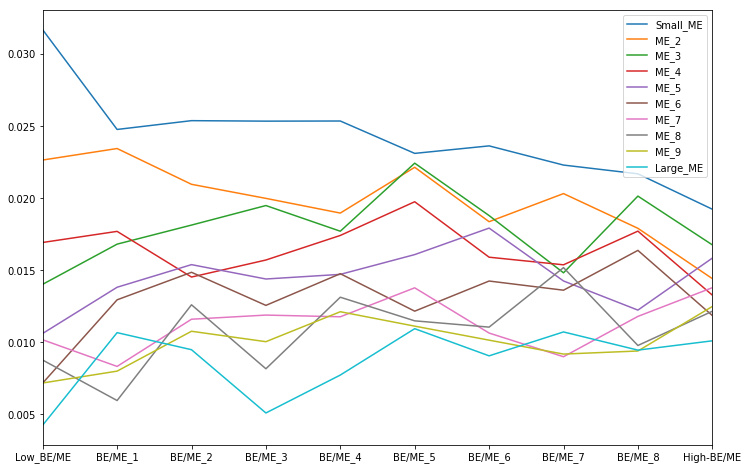 0.030
0.025
0.020
0.015
0.010
0.005
Small_ME
ME_2
ME_3
ME_4
ME_5
ME_6
ME_7
ME_8
ME_9
Large_ME
Low_BE/ME BE/ME_1 BE/ME_2 BE/ME_3 BE/ME_4 BE/ME_5 BE/ME_6 BE/ME_7 BE/ME_8 High-BE/ME